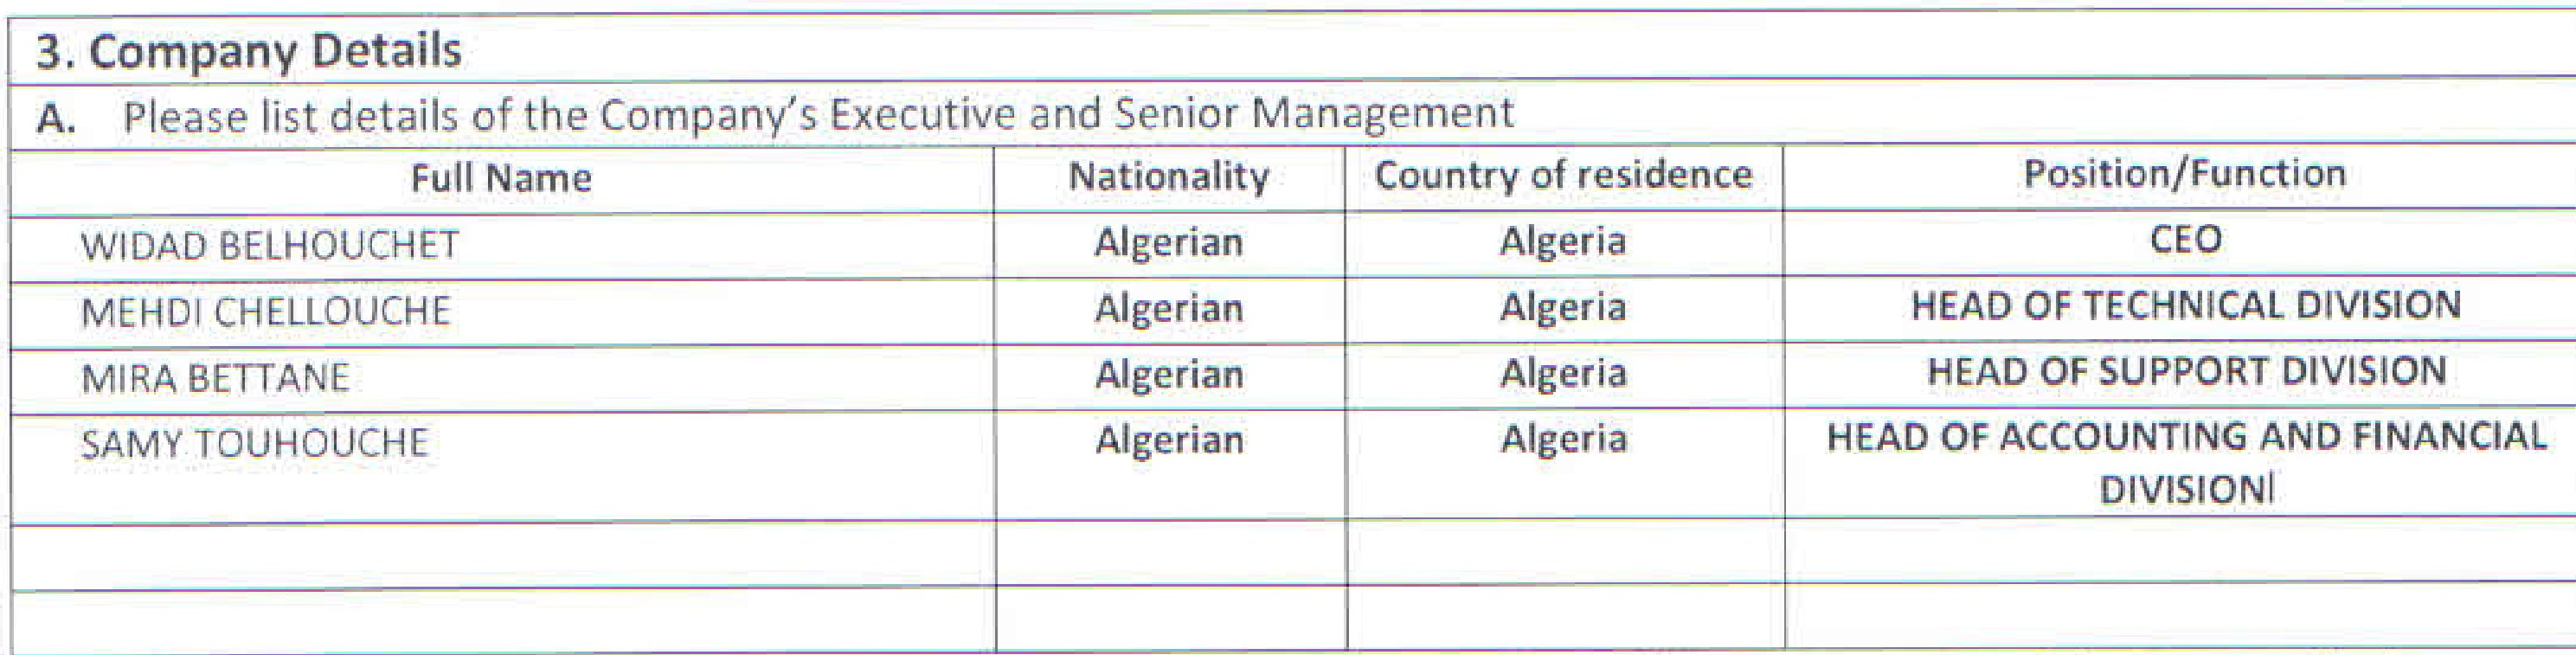 3. Company Details
A. Please list details of the Company's Executive and Senior Management
Full Name Nationality Country of residence Position/Function
WIDAD BELHOUCHET Algerian Algeria CEO
MEHDI CHELLOUCHE Algerian Algeria HEAD OF TECHNICAL DIVISION
MIRA BETTANE Algerian Algeria HEAD OF SUPPORT DIVISION
SAMY TOUHOUCHE Algerian Algeria HEAD OF ACCOUNTING AND FINANCIAL
DIVISIONl